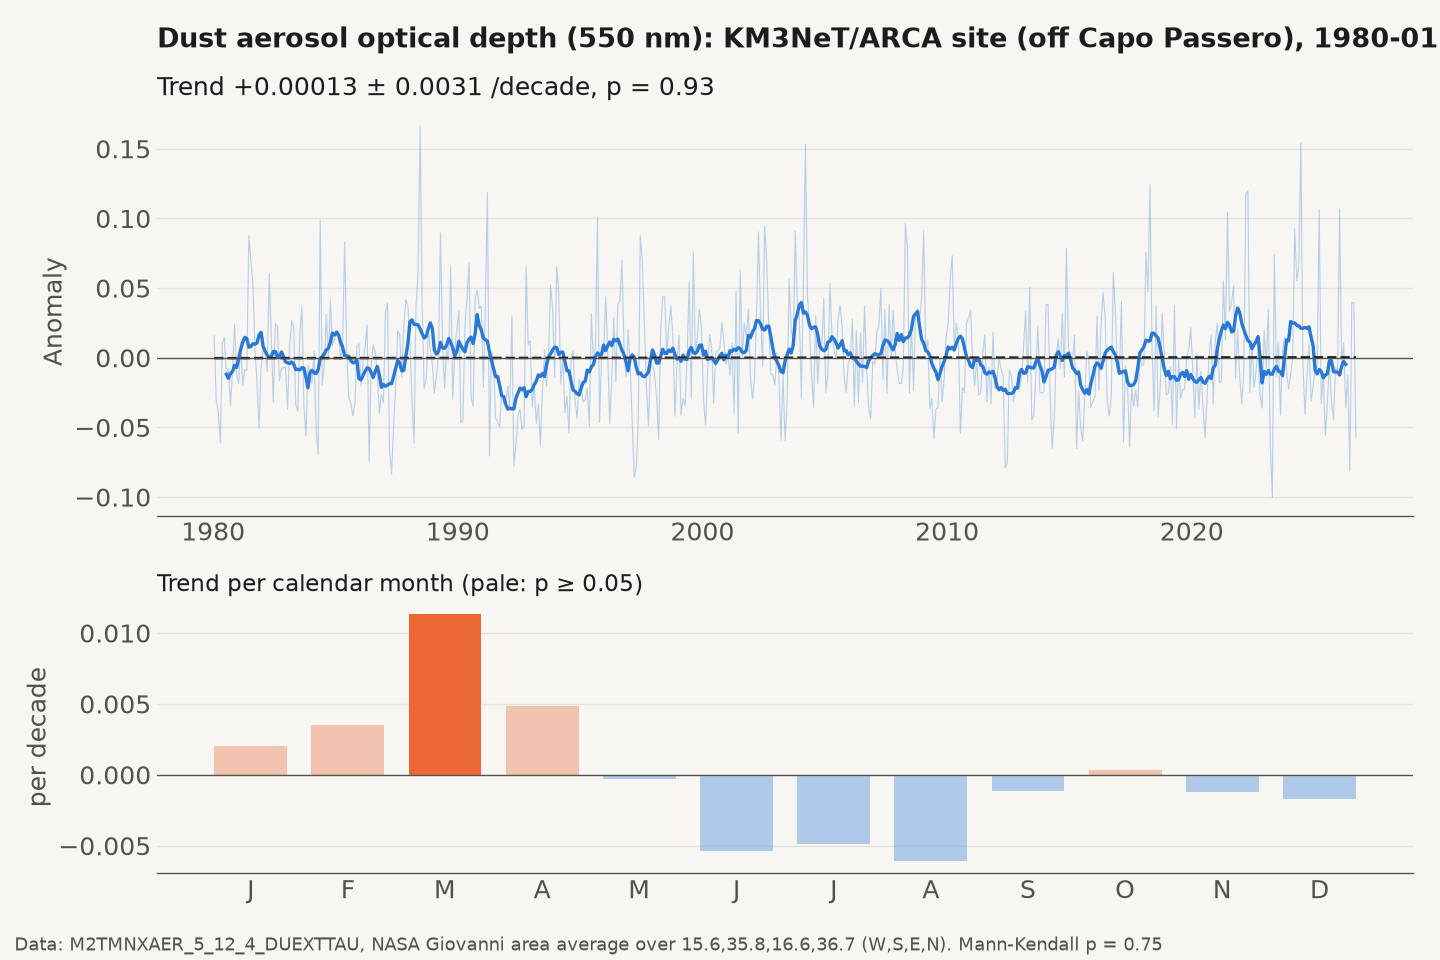 Dust aerosol optical depth (550 nm): KM3NeT/ARCA site (off Capo Passero), 1980-01
Trend +0.00013 ± 0.0031 /decade, p = 0.93
Anomaly
0.15
0.10
0.05
0.00
−0.05
−0.10
1980 1990 2000 2010 2020
Trend per calendar month (pale: p ≥ 0.05)
per decade
0.010
0.005
0.000
−0.005
J F M A M J J A S O N D
Data: M2TMNXAER_5_12_4_DUEXTTAU, NASA Giovanni area average over 15.6,35.8,16.6,36.7 (W,S,E,N). Mann-Kendall p = 0.75